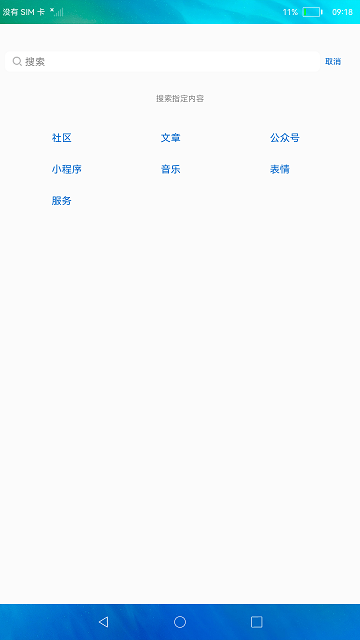 没有 SIM 卡 11% 09:18
搜索 取消
搜索指定内容
社区 文章 公众号
小程序 音乐 表情
服务